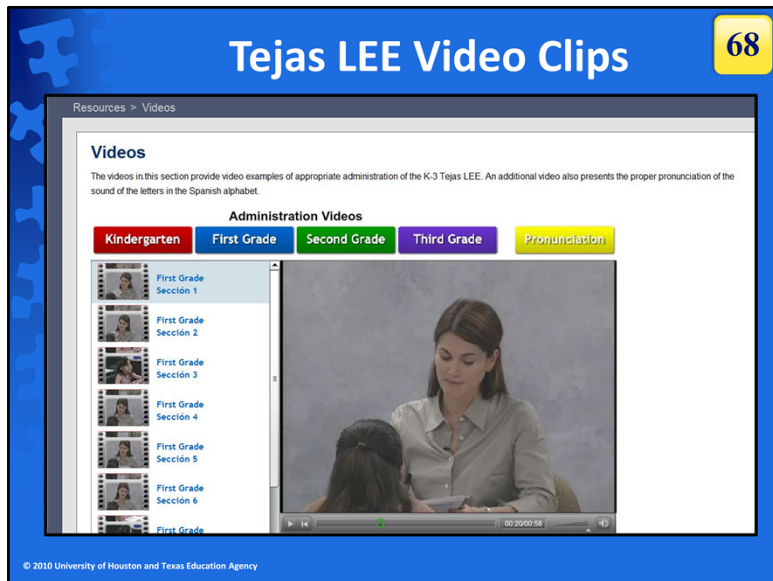 Tejas LEE Video Clips
68
Resources > Videos
Videos
The videos in this section provide video examples of appropriate administration of the K-3 Tejas LEE. An additional video also presents the proper pronunciation of the
sound of the letters in the Spanish alphabet.
Administration Videos
Kindergarten First Grade Second Grade Third Grade Pronunciation
First Grade
Sección 1
First Grade
Sección 2
First Grade
Sección 3
First Grade
Sección 4
First Grade
Sección 5
First Grade
Sección 6
First Grade
00:20/00:58
© 2010 University of Houston and Texas Education Agency